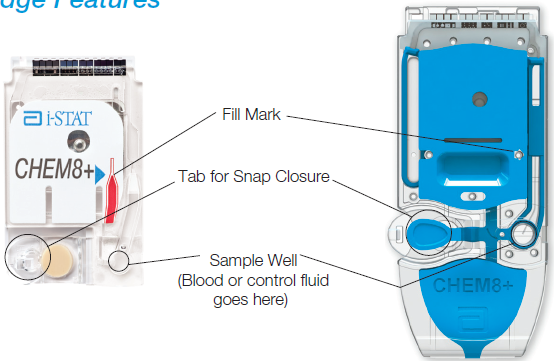 dge Features
i-STAT
CHEM8+
Fill Mark
Tab for Snap Closure
Sample Well
(Blood or control fluid
goes here)
CHEM8+